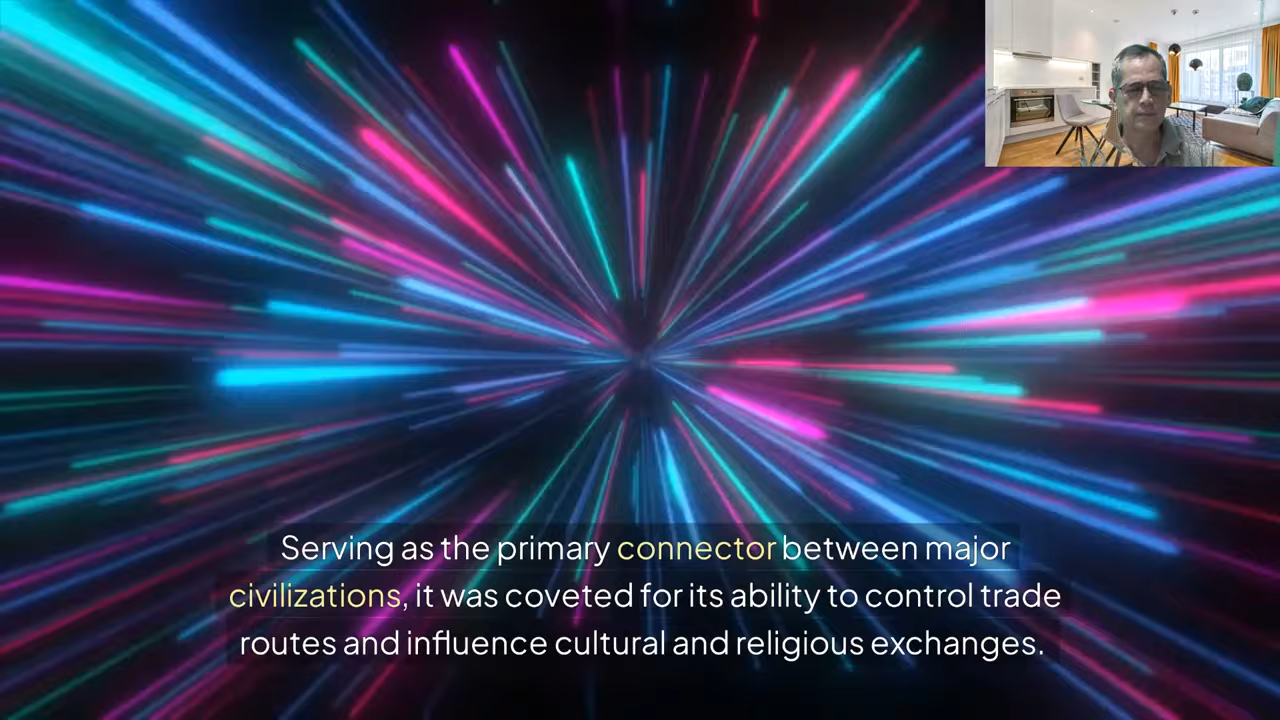 Serving as the primary connector between major
civilizations, it was coveted for its ability to control trade
routes and influence cultural and religious exchanges.